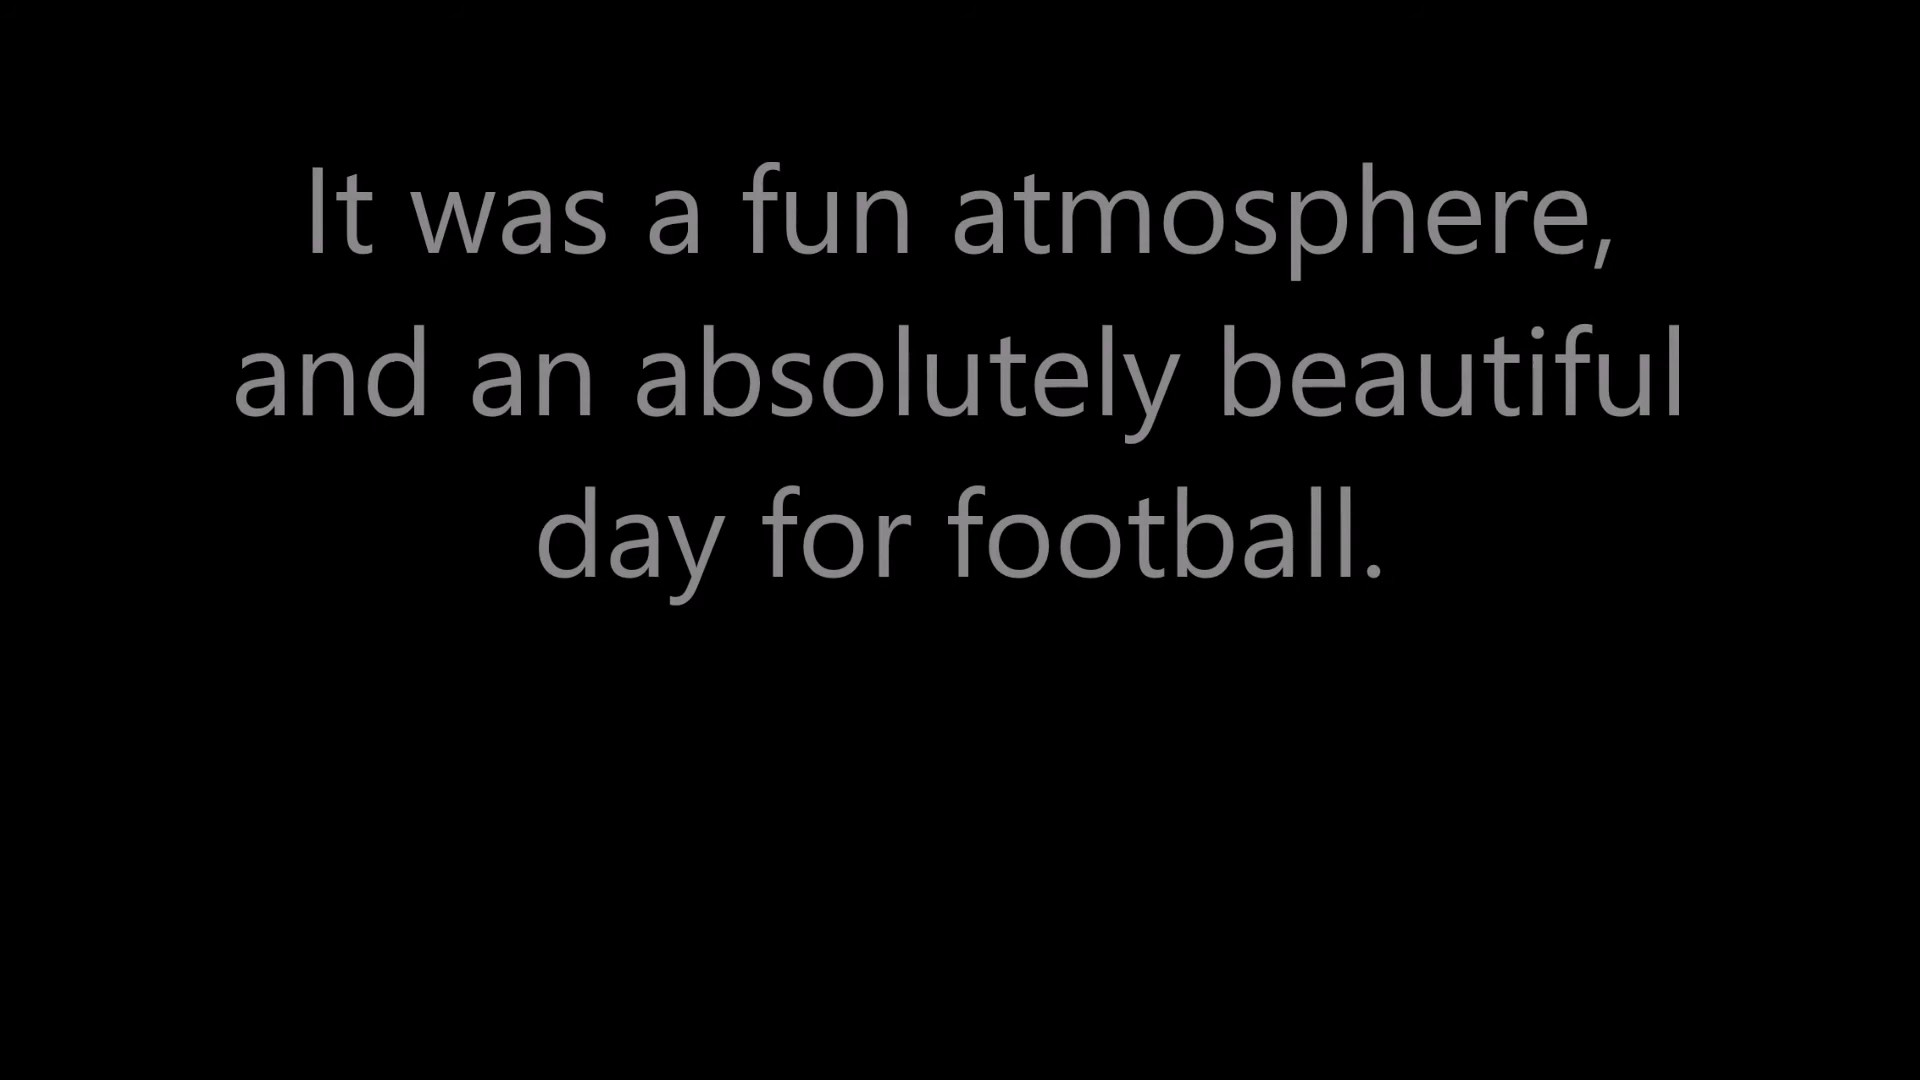 It was a fun atmosphere,
and an absolutely beautiful
day for football.